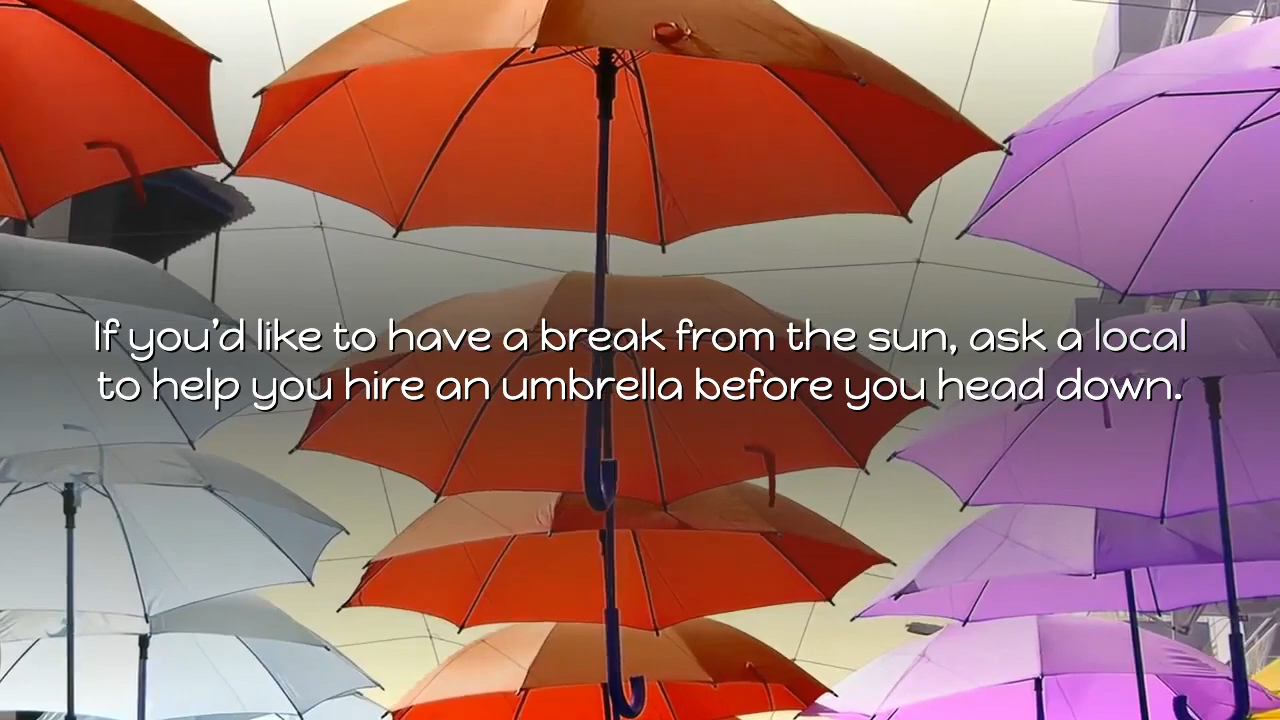 If you’d like to have a break from the sun, ask a local
to help you hire an umbrella before you head down.